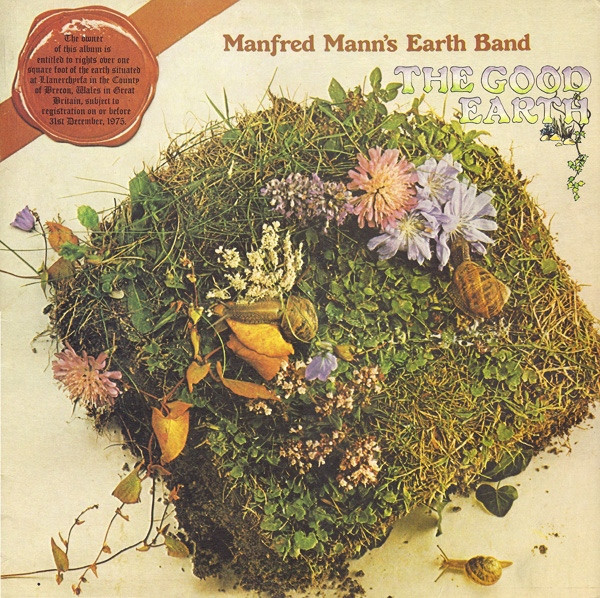 The owner
of this album is
entitled to rights over one
square foot of the earth situated
at Llanerchyrfa in the County
of Brecon, Wales in Great
Britain, subject to
registration on or before
31st December, 1975.
Manfred Mann's Earth Band
THE GOOD
EARTH